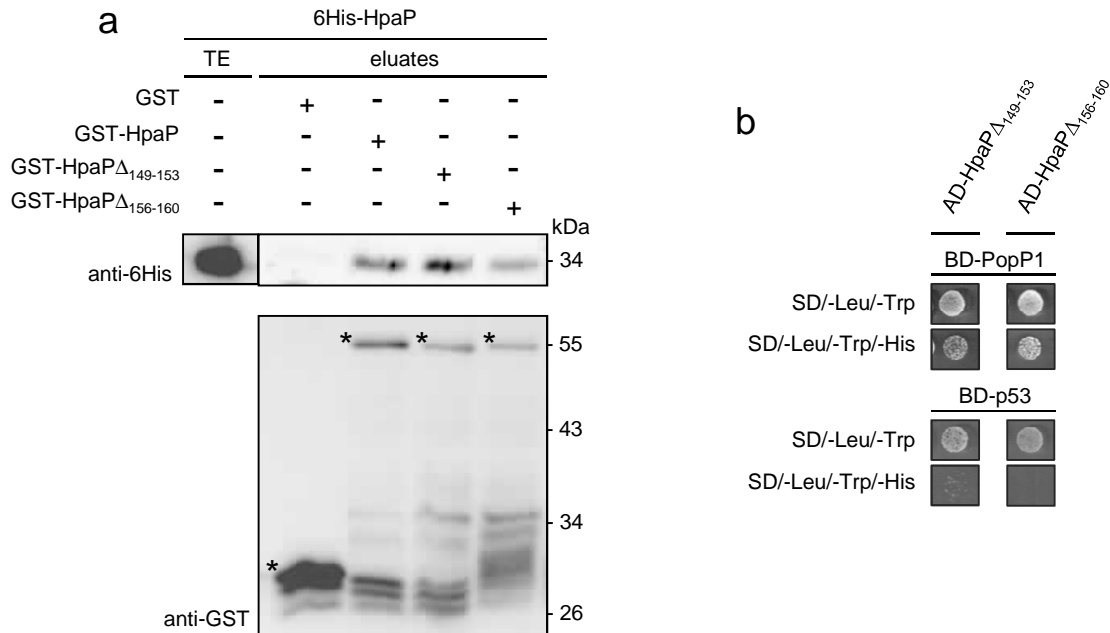 a
6His-HpaP
TE eluates
GST - + - - -
GST-HpaP - - + - -
GST-HpaPΔ149-153 - - - + -
GST-HpaPΔ156-160 - - - - +
kDa
anti-6His - 34
* * * - 55
- 43
- 34
*
anti-GST - 26
b
AD-HpaPΔ149-153 AD-HpaPΔ156-160
BD-PopP1
SD/-Leu/-Trp
SD/-Leu/-Trp/-His
BD-p53
SD/-Leu/-Trp
SD/-Leu/-Trp/-His